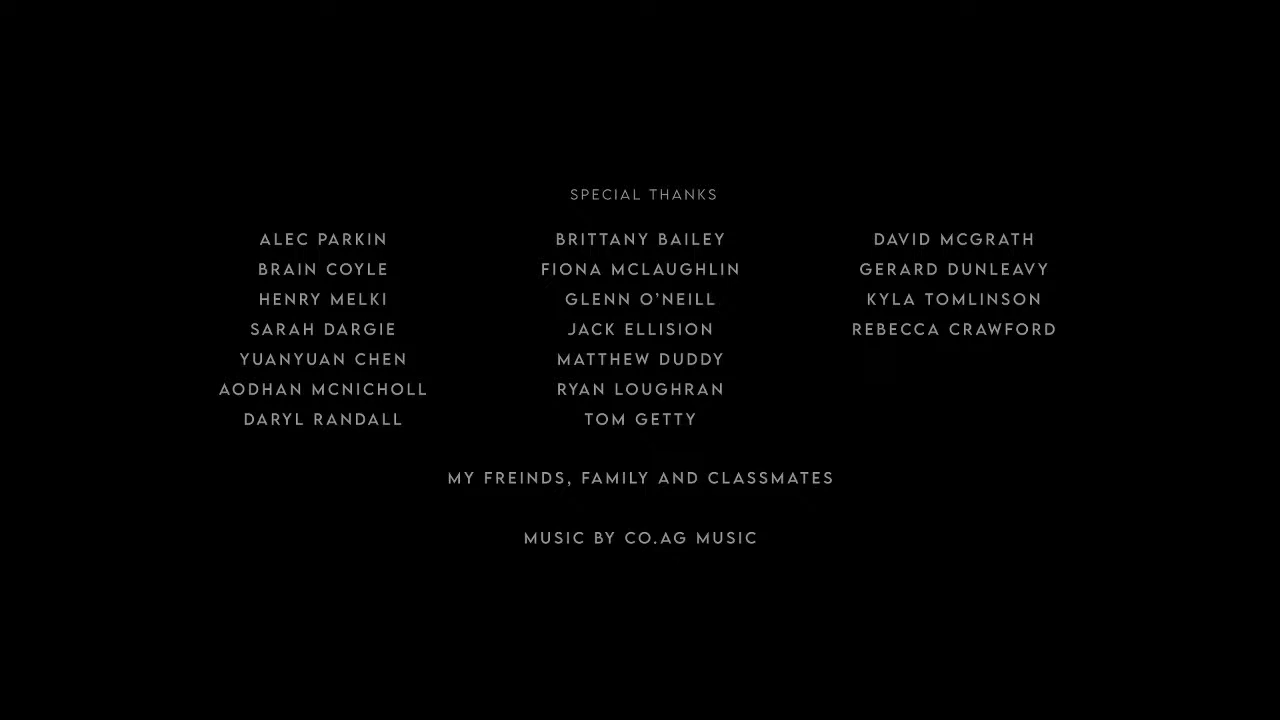 SPECIAL THANKS
ALEC PARKIN
BRAIN COYLE
HENRY MELKI
SARAH DARGIE
YUANYUAN CHEN
AODHAN MCNICHOLL
DARYL RANDALL
BRITTANY BAILEY
FIONA MCLAUGHLIN
GLENN O’NEILL
JACK ELLISION
MATTHEW DUDDY
RYAN LOUGHRAN
TOM GETTY
DAVID MCGRATH
GERARD DUNLEAVY
KYLA TOMLINSON
REBECCA CRAWFORD
MY FREINDS, FAMILY AND CLASSMATES
MUSIC BY CO.AG MUSIC